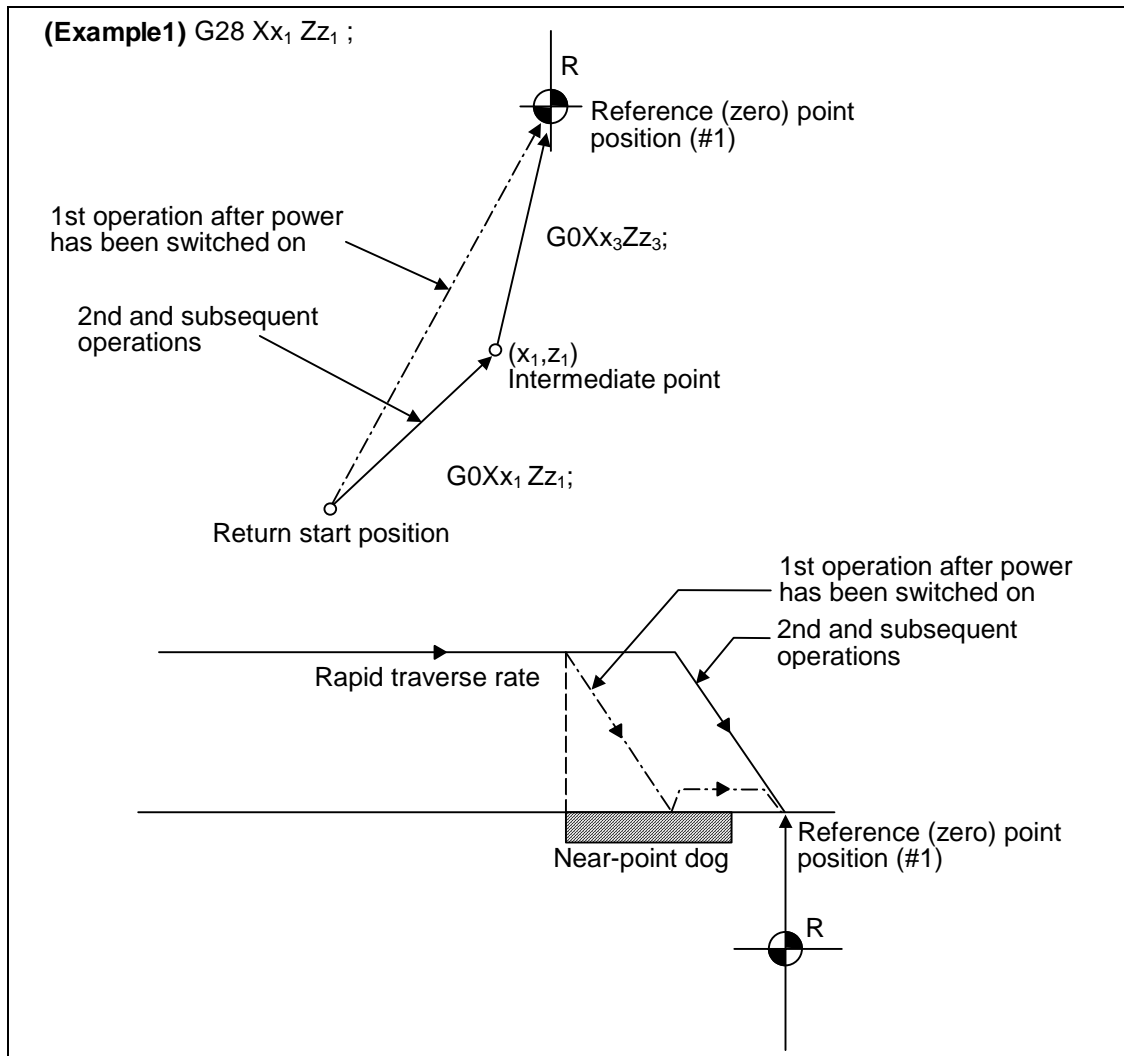 (Example1) G28 Xx₁ Zz₁ ;
R
Reference (zero) point
position (#1)
1st operation after power
has been switched on
G0Xx₃Zz₃;
2nd and subsequent
operations
(x₁,z₁)
Intermediate point
G0Xx₁ Zz₁;
Return start position
1st operation after power
has been switched on
2nd and subsequent
operations
Rapid traverse rate
Reference (zero) point
position (#1)
Near-point dog
R